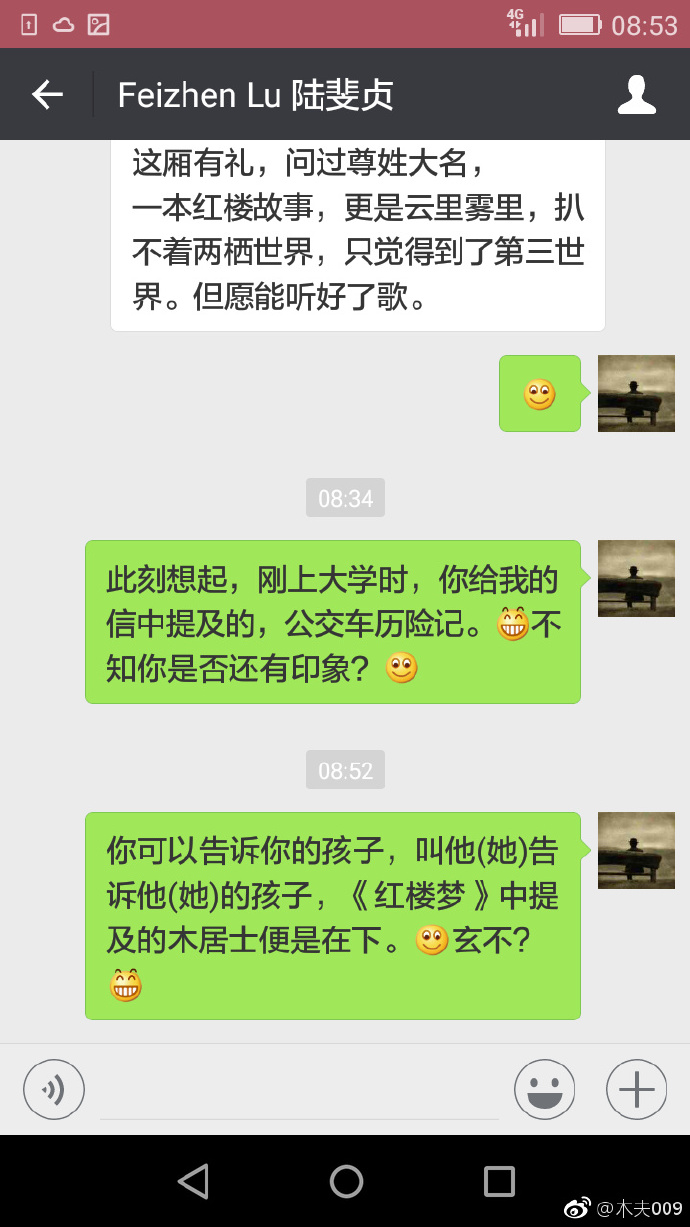 4G
08:53
Feizhen Lu 陆斐贞
这厢有礼，问过尊姓大名，
一本红楼故事，更是云里雾里，扒
不着两栖世界，只觉得到了第三世
界。但愿能听好了歌。
08:34
此刻想起，刚上大学时，你给我的
信中提及的，公交车历险记。😁不
知你是否还有印象？🙂
08:52
你可以告诉你的孩子，叫他(她)告
诉他(她)的孩子，《红楼梦》中提
及的木居士便是在下。🙂玄不？
@木夫009